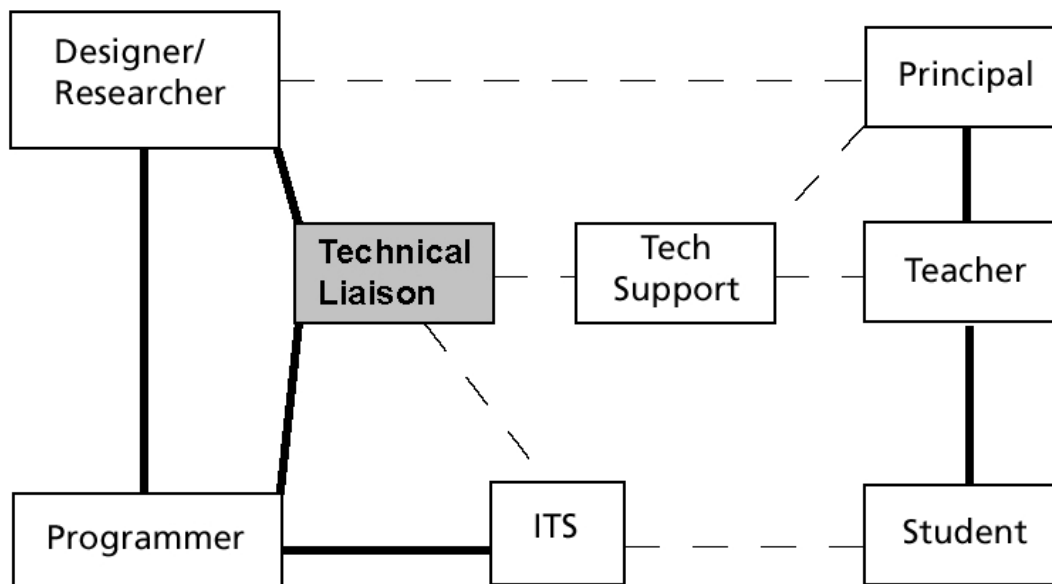 Designer/
Researcher
Principal
Technical
Liaison
Tech
Support
Teacher
Programmer
ITS
Student